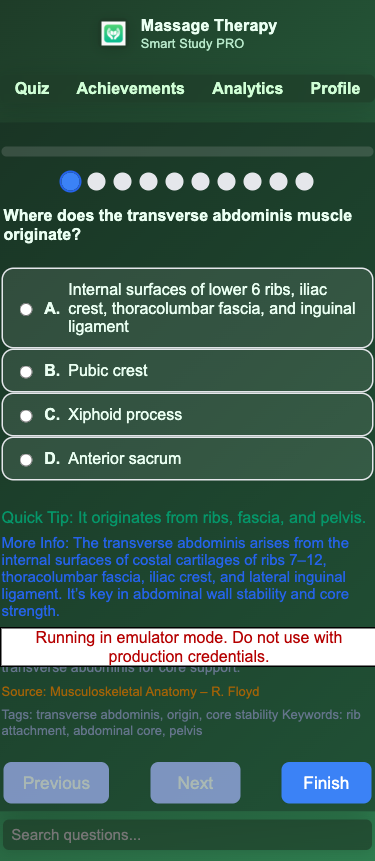 Massage Therapy
Smart Study PRO
Quiz Achievements Analytics Profile
Where does the transverse abdominis muscle
originate?
A. Internal surfaces of lower 6 ribs, iliac
crest, thoracolumbar fascia, and inguinal
ligament
B. Pubic crest
C. Xiphoid process
D. Anterior sacrum
Quick Tip: It originates from ribs, fascia, and pelvis.
More Info: The transverse abdominis arises from the
internal surfaces of costal cartilages of ribs 7–12,
thoracolumbar fascia, iliac crest, and lateral inguinal
ligament. It's key in abdominal wall stability and core
strength.
Running in emulator mode. Do not use with
production credentials.
transverse abdominis for core support.
Source: Musculoskeletal Anatomy – R. Floyd
Tags: transverse abdominis, origin, core stability Keywords: rib
attachment, abdominal core, pelvis
Previous Next Finish
Search questions...